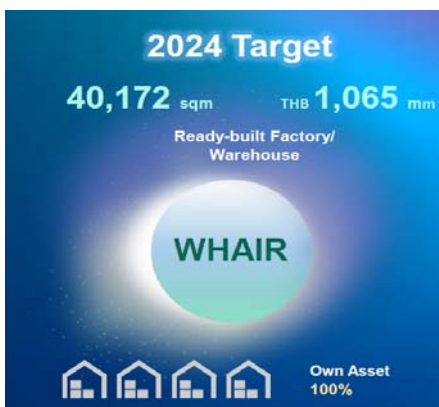 2024 Target
40,172 sqm THB 1,065 mm
Ready-built Factory/
Warehouse
WHAIR
Own Asset
100%